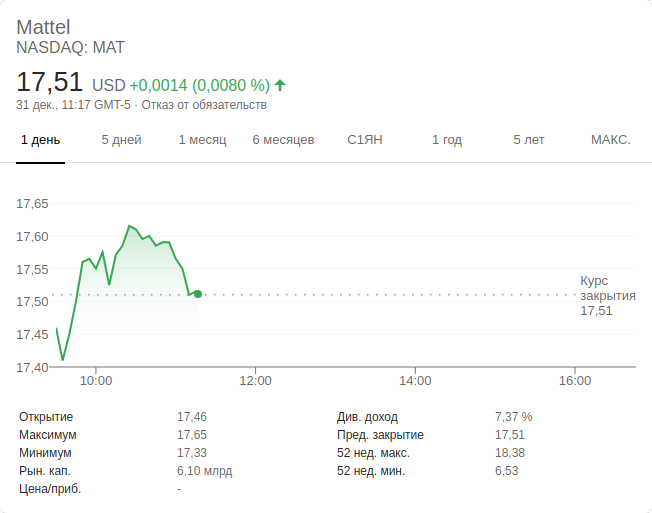 Mattel
NASDAQ: MAT
17,51 USD +0,0014 (0,0080 %)
31 дек., 11:17 GMT-5 · Отказ от обязательств
1 день 5 дней 1 месяц 6 месяцев С1ЯН 1 год 5 лет МАКС.
17,65
17,60
17,55
17,50
17,45
17,40
Курс
закрытия
17,51
10:00 12:00 14:00 16:00
Открытие 17,46 Див. доход 7,37 %
Максимум 17,65 Пред. закрытие 17,51
Минимум 17,33 52 нед. макс. 18,38
Рын. кап. 6,10 млрд 52 нед. мин. 6,53
Цена/приб. -